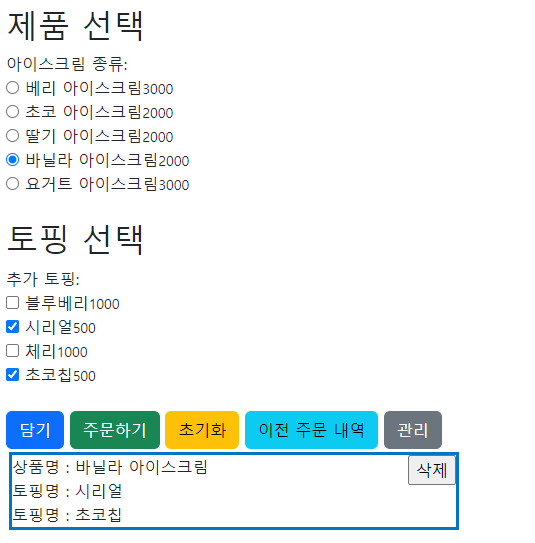 제품 선택
아이스크림 종류:
베리 아이스크림3000
초코 아이스크림2000
딸기 아이스크림2000
바닐라 아이스크림2000
요거트 아이스크림3000
토핑 선택
추가 토핑:
블루베리1000
시리얼500
체리1000
초코칩500
담기 주문하기 초기화 이전 주문 내역 관리
상품명 : 바닐라 아이스크림 삭제
토핑명 : 시리얼
토핑명 : 초코칩